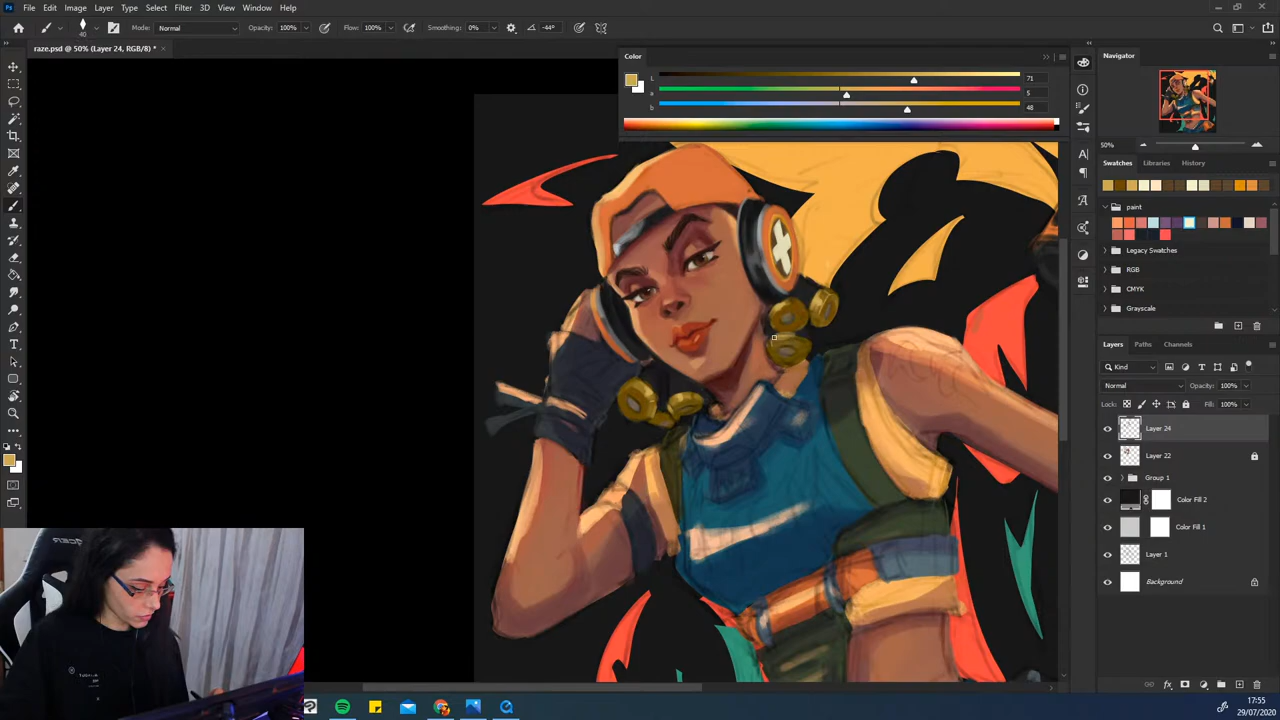 Ps File Edit Image Layer Type Select Filter 3D View Window Help
Mode: Normal Opacity: 100% Flow: 100% Smoothing: 0% -44°
40
raze.psd @ 50% (Layer 24, RGB/8) *
Color
L 71
a 5
b 48
Navigator
50%
Swatches Libraries History
paint
Legacy Swatches
RGB
CMYK
Grayscale
Layers Paths Channels
Kind
Normal Opacity: 100%
Lock: Fill: 100%
Layer 24
Layer 22
Group 1
Color Fill 2
Color Fill 1
Layer 1
Background
17:55
29/07/2020